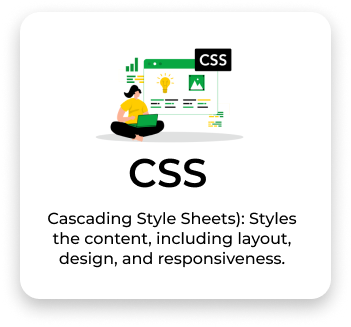 CSS
CSS
Cascading Style Sheets): Styles
the content, including layout,
design, and responsiveness.